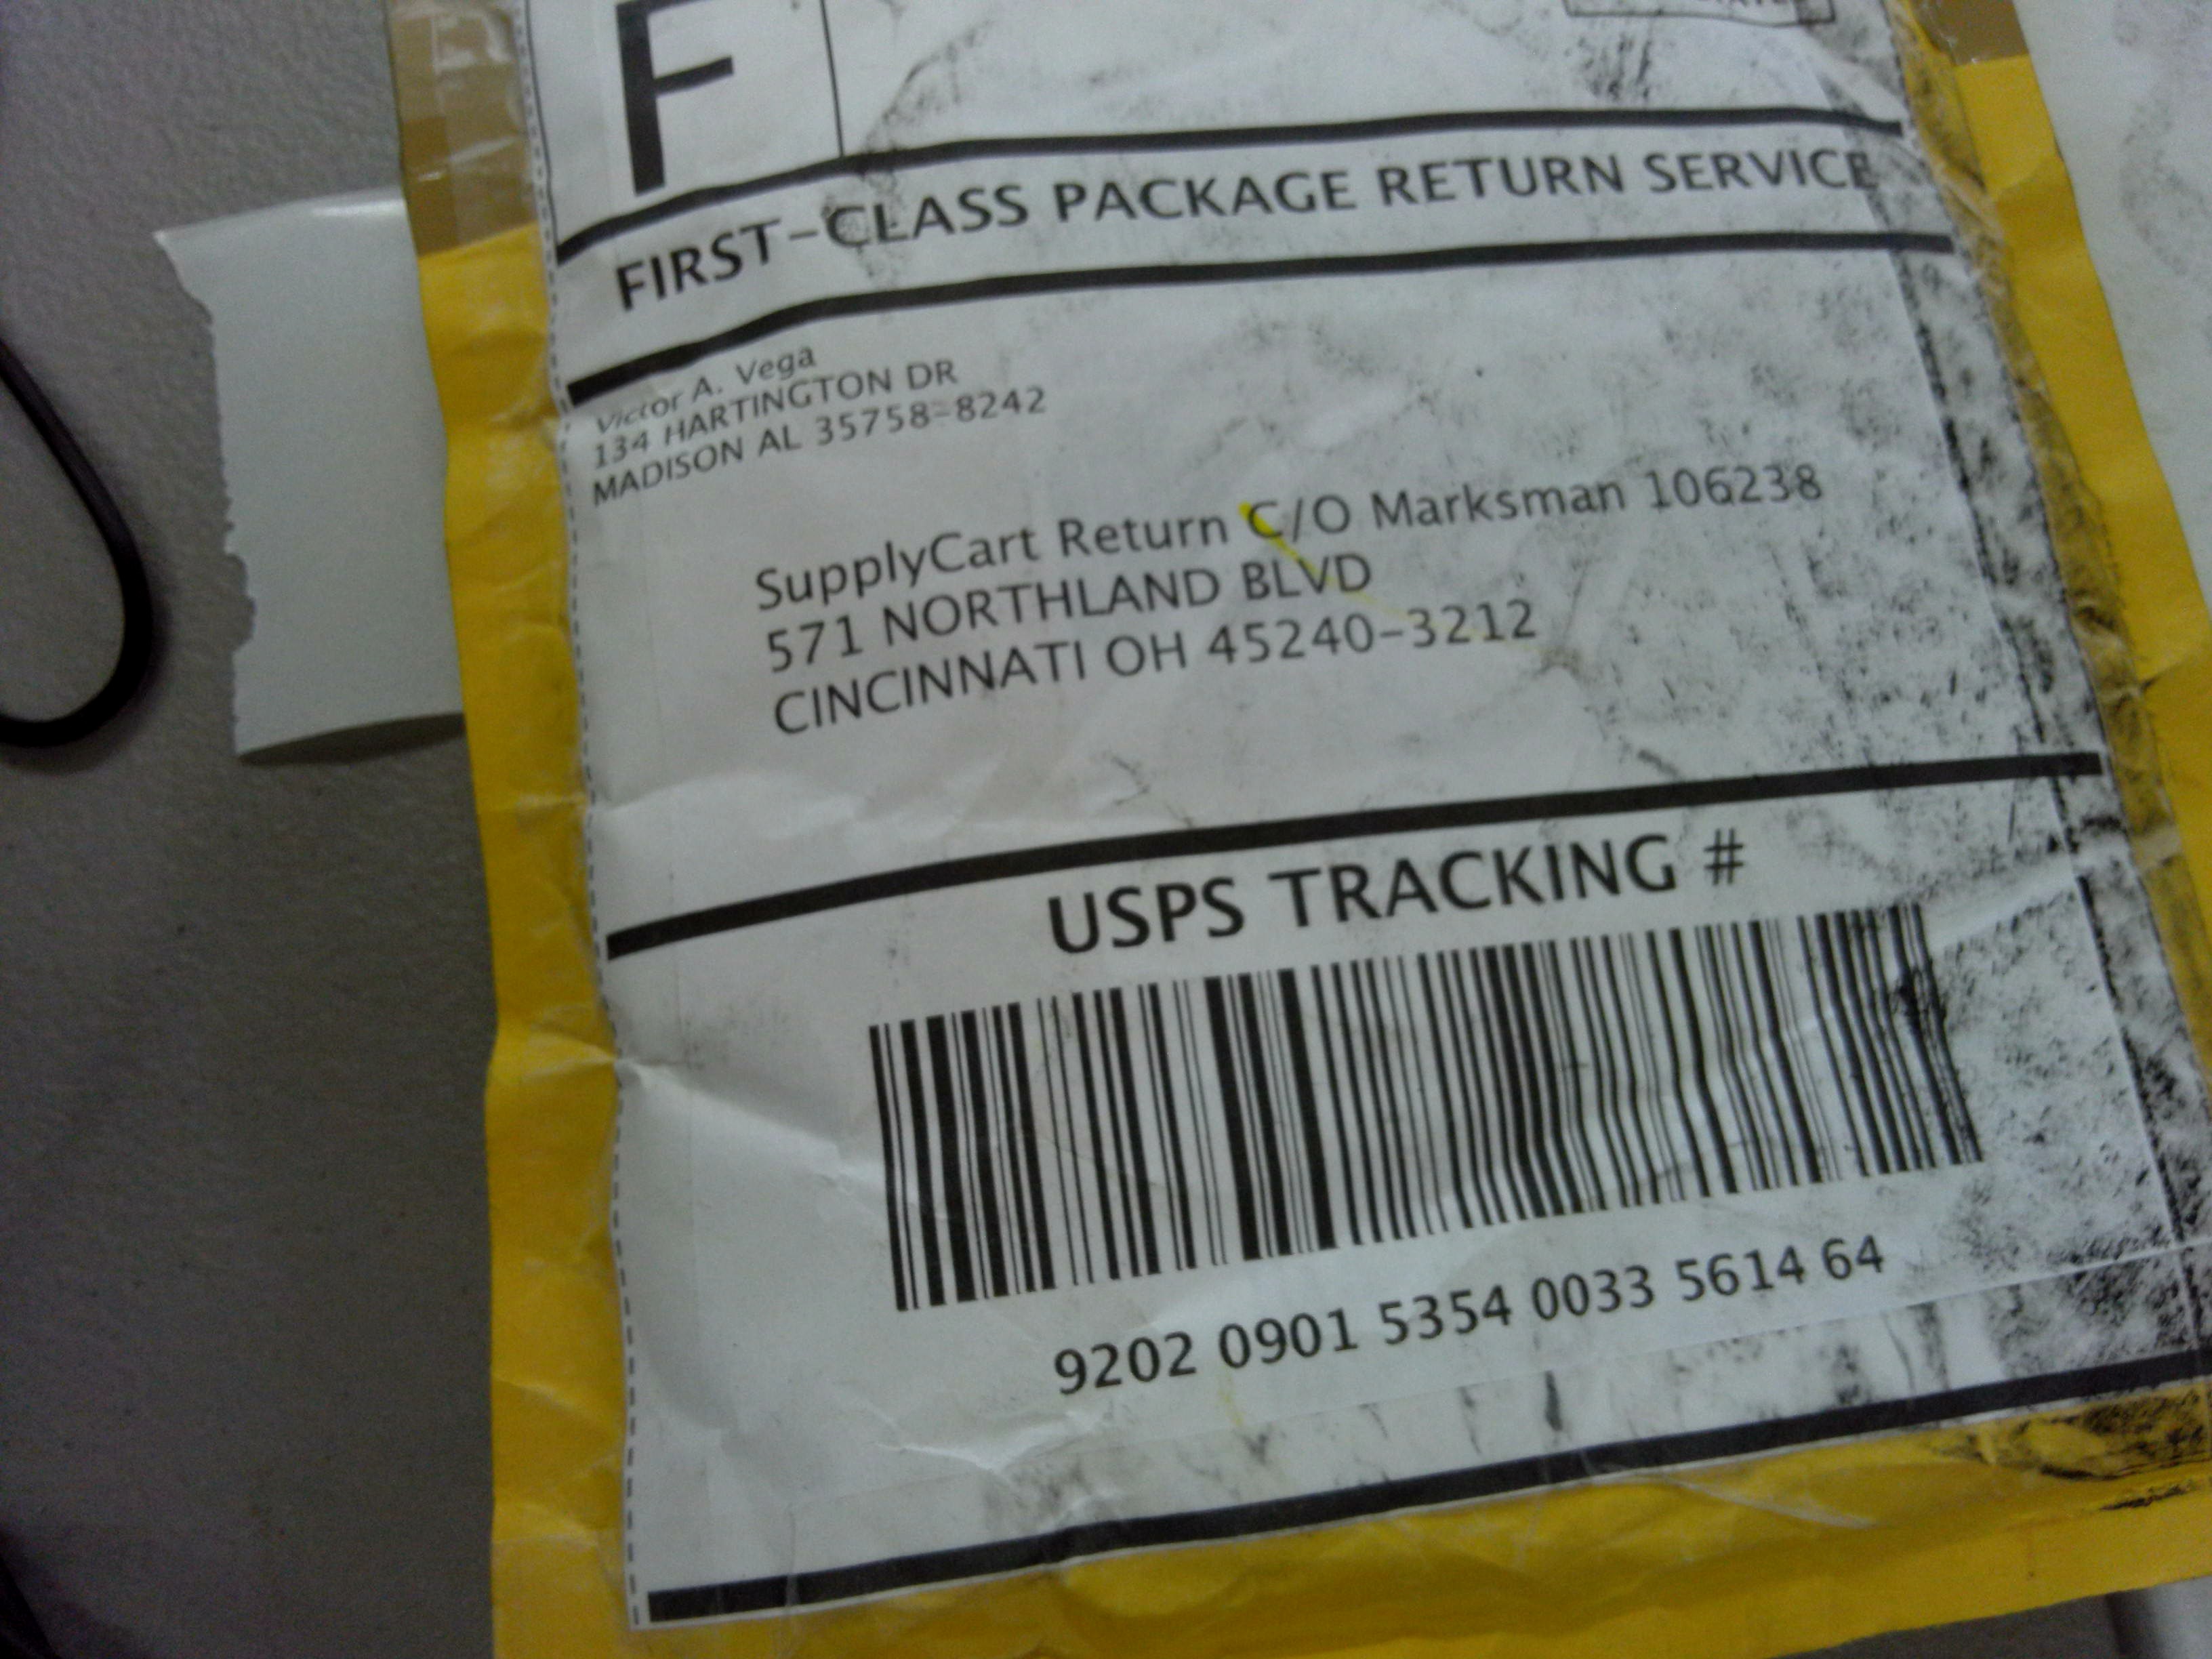 F
FIRST-CLASS PACKAGE RETURN SERVICE
Victor A. Vega
134 HARTINGTON DR
MADISON AL 35758-8242
SupplyCart Return C/O Marksman 106238
571 NORTHLAND BLVD
CINCINNATI OH 45240-3212
USPS TRACKING #
9202 0901 5354 0033 5614 64